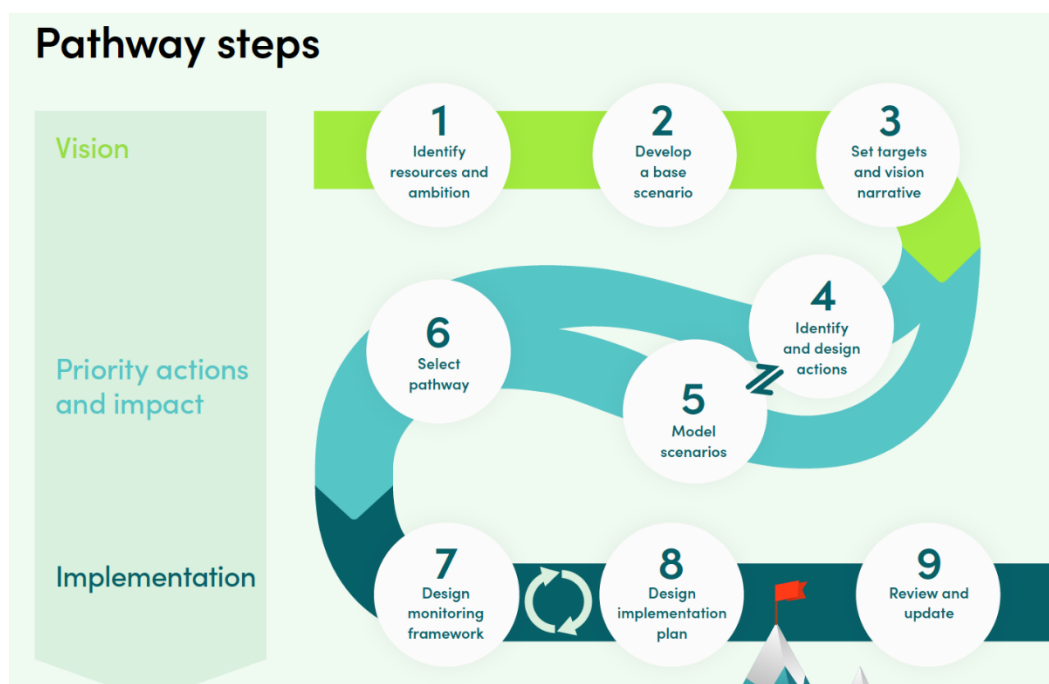 Pathway steps
Vision
1
Identify
resources and
ambition
2
Develop
a base
scenario
3
Set targets
and vision
narrative
Priority actions
and impact
4
Identify
and design
actions
5
Model
scenarios
6
Select
pathway
Implementation
7
Design
monitoring
framework
8
Design
implementation
plan
9
Review and
update